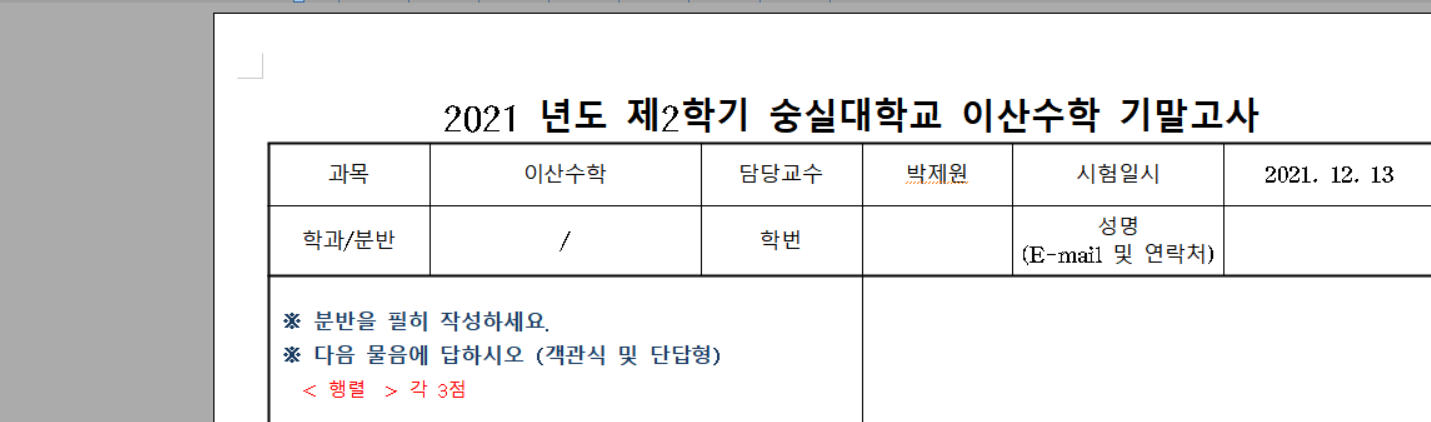 2021 년도 제2학기 숭실대학교 이산수학 기말고사
과목 이산수학 담당교수 박제원 시험일시 2021. 12. 13
학과/분반 / 학번 성명
(E-mail 및 연락처)
※ 분반을 필히 작성하세요.
※ 다음 물음에 답하시오 (객관식 및 단답형)
< 행렬 > 각 3점